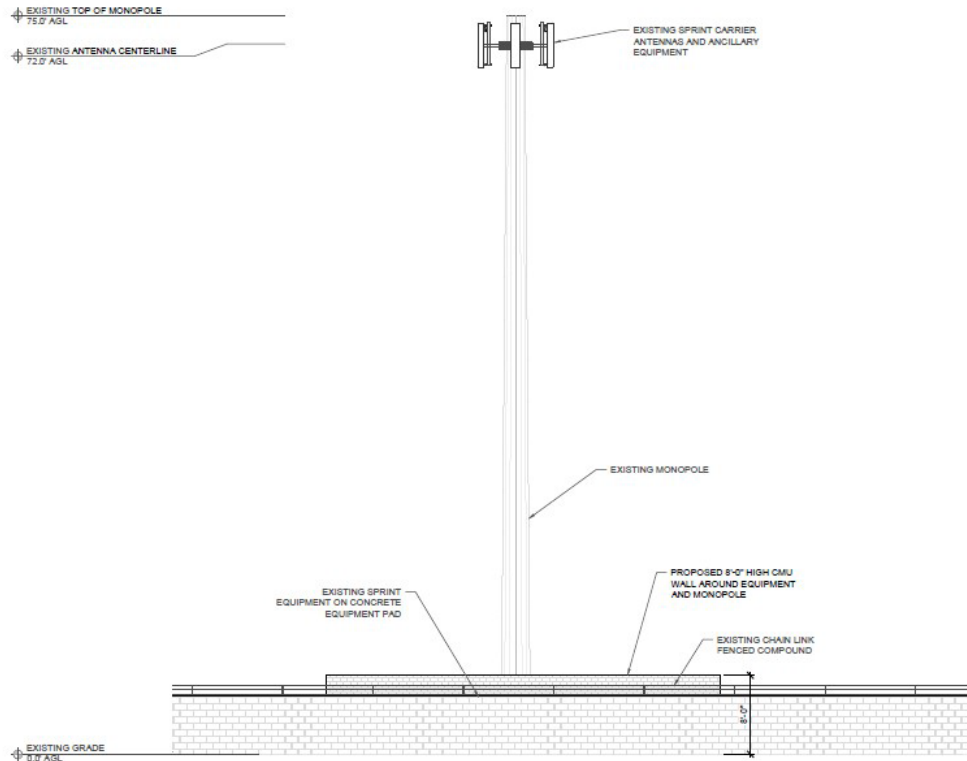 EXISTING TOP OF MONOPOLE
75.0' AGL
EXISTING ANTENNA CENTERLINE
72.0' AGL
EXISTING SPRINT CARRIER
ANTENNAS AND ANCILLARY
EQUIPMENT
EXISTING MONOPOLE
PROPOSED 8'-0" HIGH CMU
WALL AROUND EQUIPMENT
AND MONOPOLE
EXISTING SPRINT
EQUIPMENT ON CONCRETE
EQUIPMENT PAD
EXISTING CHAIN LINK
FENCED COMPOUND
8'-0"
EXISTING GRADE
0.0' AGL